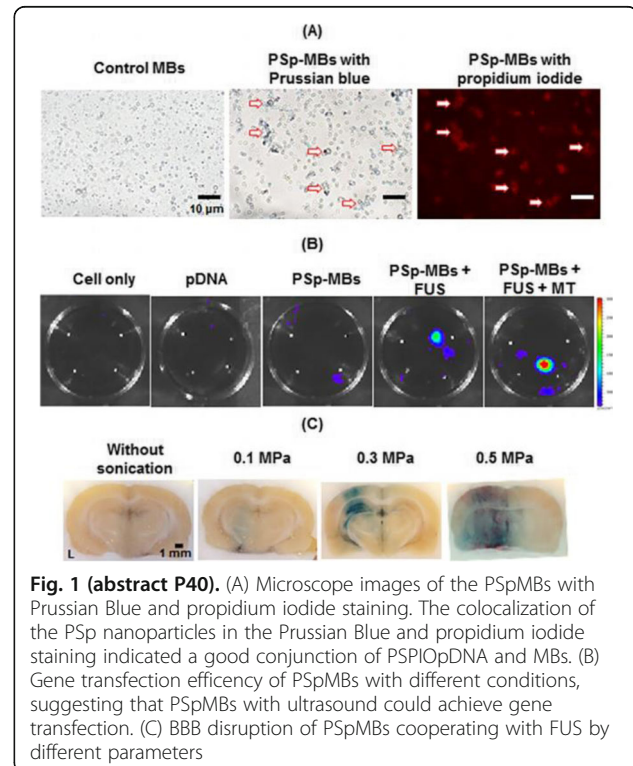 (A)
Control MBs
PSp-MBs with
Prussian blue
PSp-MBs with
propidium iodide
10 µm
(B)
Cell only
pDNA
PSp-MBs
PSp-MBs +
FUS
PSp-MBs +
FUS + MT
(C)
Without
sonication
0.1 MPa
0.3 MPa
0.5 MPa
L
1 mm
Fig. 1 (abstract P40). (A) Microscope images of the PSpMBs with
Prussian Blue and propidium iodide staining. The colocalization of
the PSp nanoparticles in the Prussian Blue and propidium iodide
staining indicated a good conjunction of PSPIOpDNA and MBs. (B)
Gene transfection efficency of PSpMBs with different conditions,
suggesting that PSpMBs with ultrasound could achieve gene
transfection. (C) BBB disruption of PSpMBs cooperating with FUS by
different parameters